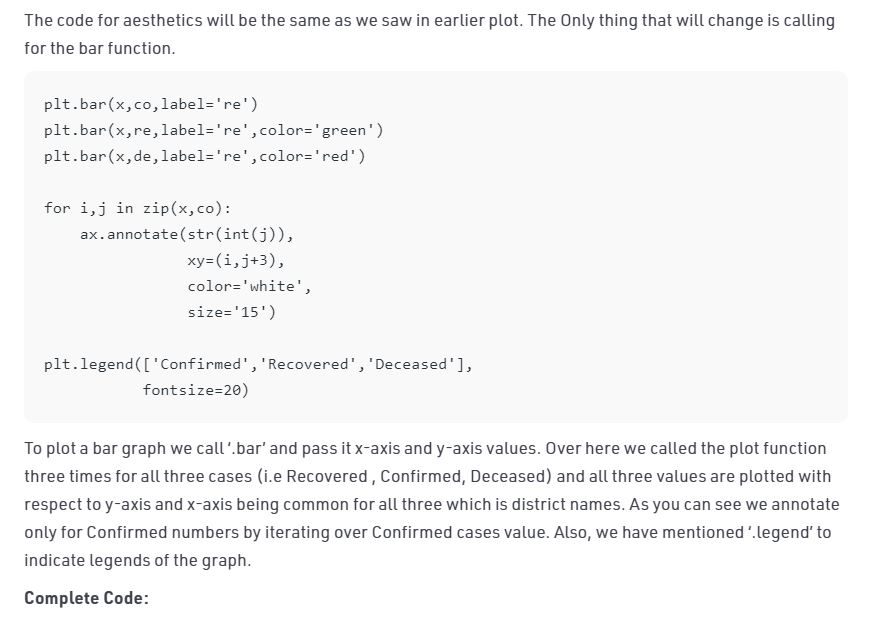 The code for aesthetics will be the same as we saw in earlier plot. The Only thing that will change is calling
for the bar function.
plt.bar(x,co,label='re')
plt.bar(x,re,label='re',color='green')
plt.bar(x,de,label='re',color='red')
for i,j in zip(x,co):
    ax.annotate(str(int(j)),
                xy=(i,j+3),
                color='white',
                size='15')
plt.legend(['Confirmed','Recovered','Deceased'],
           fontsize=20)
To plot a bar graph we call '.bar' and pass it x-axis and y-axis values. Over here we called the plot function
three times for all three cases (i.e Recovered , Confirmed, Deceased) and all three values are plotted with
respect to y-axis and x-axis being common for all three which is district names. As you can see we annotate
only for Confirmed numbers by iterating over Confirmed cases value. Also, we have mentioned '.legend' to
indicate legends of the graph.
Complete Code: